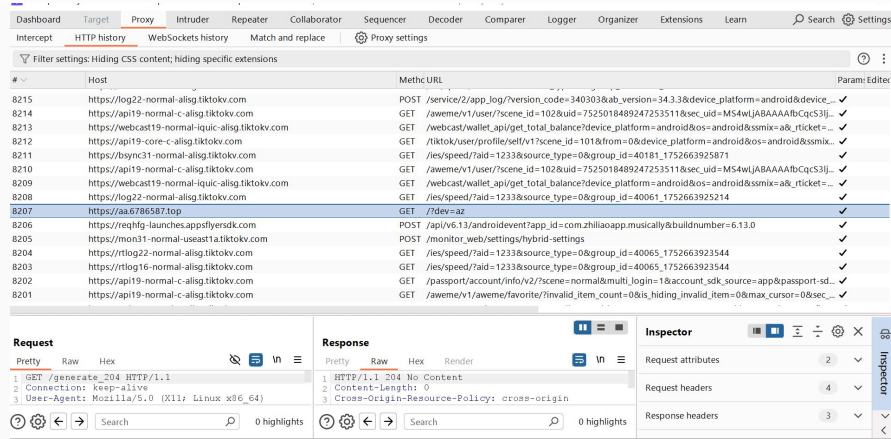 Dashboard Target Proxy Intruder Repeater Collaborator Sequencer Decoder Comparer Logger Organizer Extensions Learn Search Settings
Intercept HTTP history WebSockets history Match and replace Proxy settings
Filter settings: Hiding CSS content; hiding specific extensions
# Host Methc URL Params Edited
8215 https://log22-normal-alisg.tiktokv.com POST /service/2/app_log/?version_code=340303&ab_version=34.3.3&device_platform=android&device_...
8214 https://api19-normal-c-alisg.tiktokv.com GET /aweme/v1/user/?scene_id=102&uid=7525018489247253511&sec_uid=MS4wLjABAAAAfbCqcS3Ij...
8213 https://webcast19-normal-iquic-alisg.tiktokv.com GET /webcast/wallet_api/get_total_balance?device_platform=android&os=android&ssmix=a&_rticket=...
8212 https://api19-core-c-alisg.tiktokv.com GET /tiktok/user/profile/self/v1?scene_id=101&from=0&device_platform=android&os=android&ssmix...
8211 https://bsync31-normal-alisg.tiktokv.com GET /ies/speed/?aid=1233&source_type=0&group_id=40181_1752663925871
8210 https://api19-normal-c-alisg.tiktokv.com GET /aweme/v1/user/?scene_id=102&uid=7525018489247253511&sec_uid=MS4wLjABAAAAfbCqcS3Ij...
8209 https://webcast19-normal-iquic-alisg.tiktokv.com GET /webcast/wallet_api/get_total_balance?device_platform=android&os=android&ssmix=a&_rticket=...
8208 https://log22-normal-alisg.tiktokv.com GET /ies/speed/?aid=1233&source_type=0&group_id=40061_1752663925214
8207 https://aa.6786587.top GET /?dev=az
8206 https://reqhfg-launches.appsflyersdk.com POST /api/v6.13/androidevent?app_id=com.zhiliaoapp.musically&buildnumber=6.13.0
8205 https://mon31-normal-useast1a.tiktokv.com POST /monitor_web/settings/hybrid-settings
8204 https://rtlog22-normal-alisg.tiktokv.com GET /ies/speed/?aid=1233&source_type=0&group_id=40065_1752663923544
8203 https://rtlog16-normal-alisg.tiktokv.com GET /ies/speed/?aid=1233&source_type=0&group_id=40065_1752663923544
8202 https://api19-normal-c-alisg.tiktokv.com GET /passport/account/info/v2/?scene=normal&multi_login=1&account_sdk_source=app&passport-sd...
8201 https://api19-normal-c-alisg.tiktokv.com GET /aweme/v1/aweme/favorite/?invalid_item_count=0&is_hiding_invalid_item=0&max_cursor=0&sec_...
Request
Pretty Raw Hex \n
1 GET /generate_204 HTTP/1.1
2 Connection: keep-alive
3 User-Agent: Mozilla/5.0 (X11; Linux x86_64)
Search 0 highlights
Response
Pretty Raw Hex Render \n
1 HTTP/1.1 204 No Content
2 Content-Length: 0
3 Cross-Origin-Resource-Policy: cross-origin
Search 0 highlights
Inspector
Request attributes 2
Request headers 4
Response headers 3
Inspector